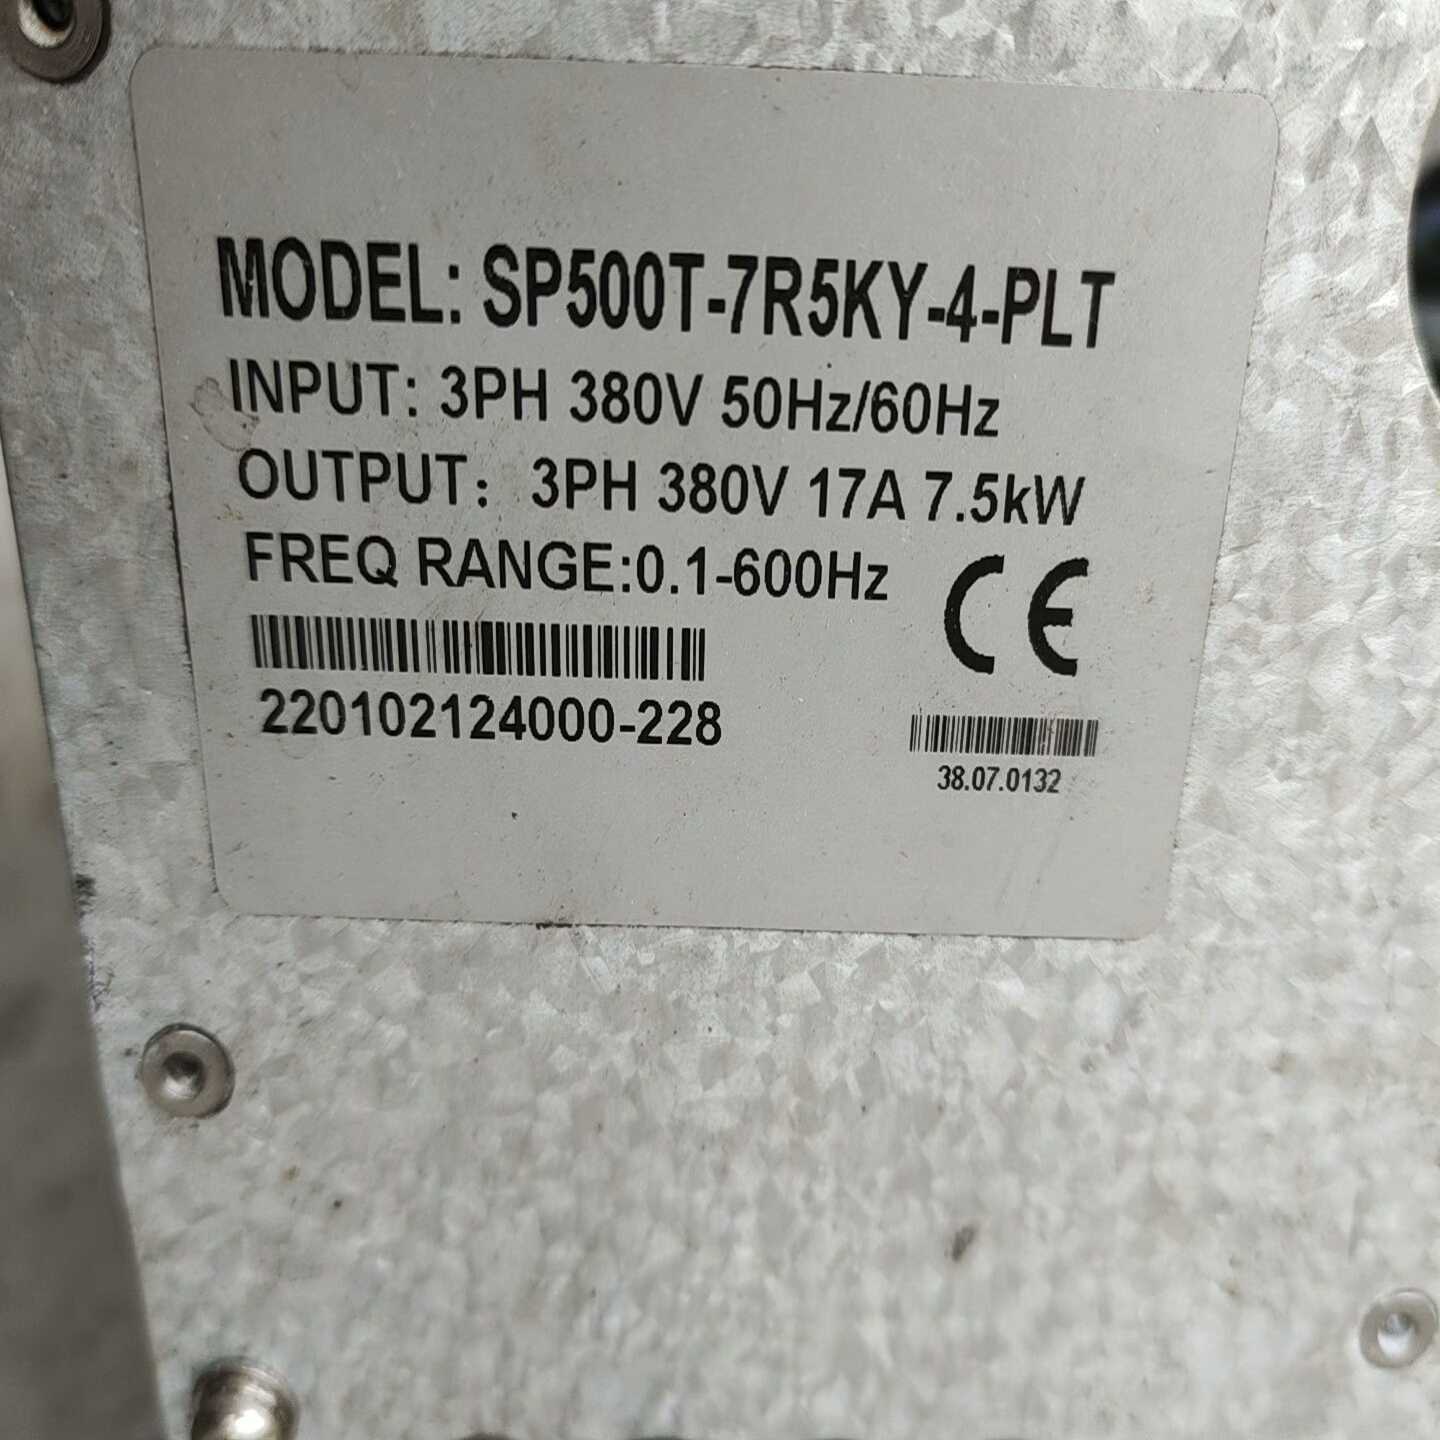 MODEL: SP500T-7R5KY-4-PLT
INPUT: 3PH 380V 50Hz/60Hz
OUTPUT: 3PH 380V 17A 7.5kW
FREQ RANGE:0.1-600Hz
CE
220102124000-228
38.07.0132